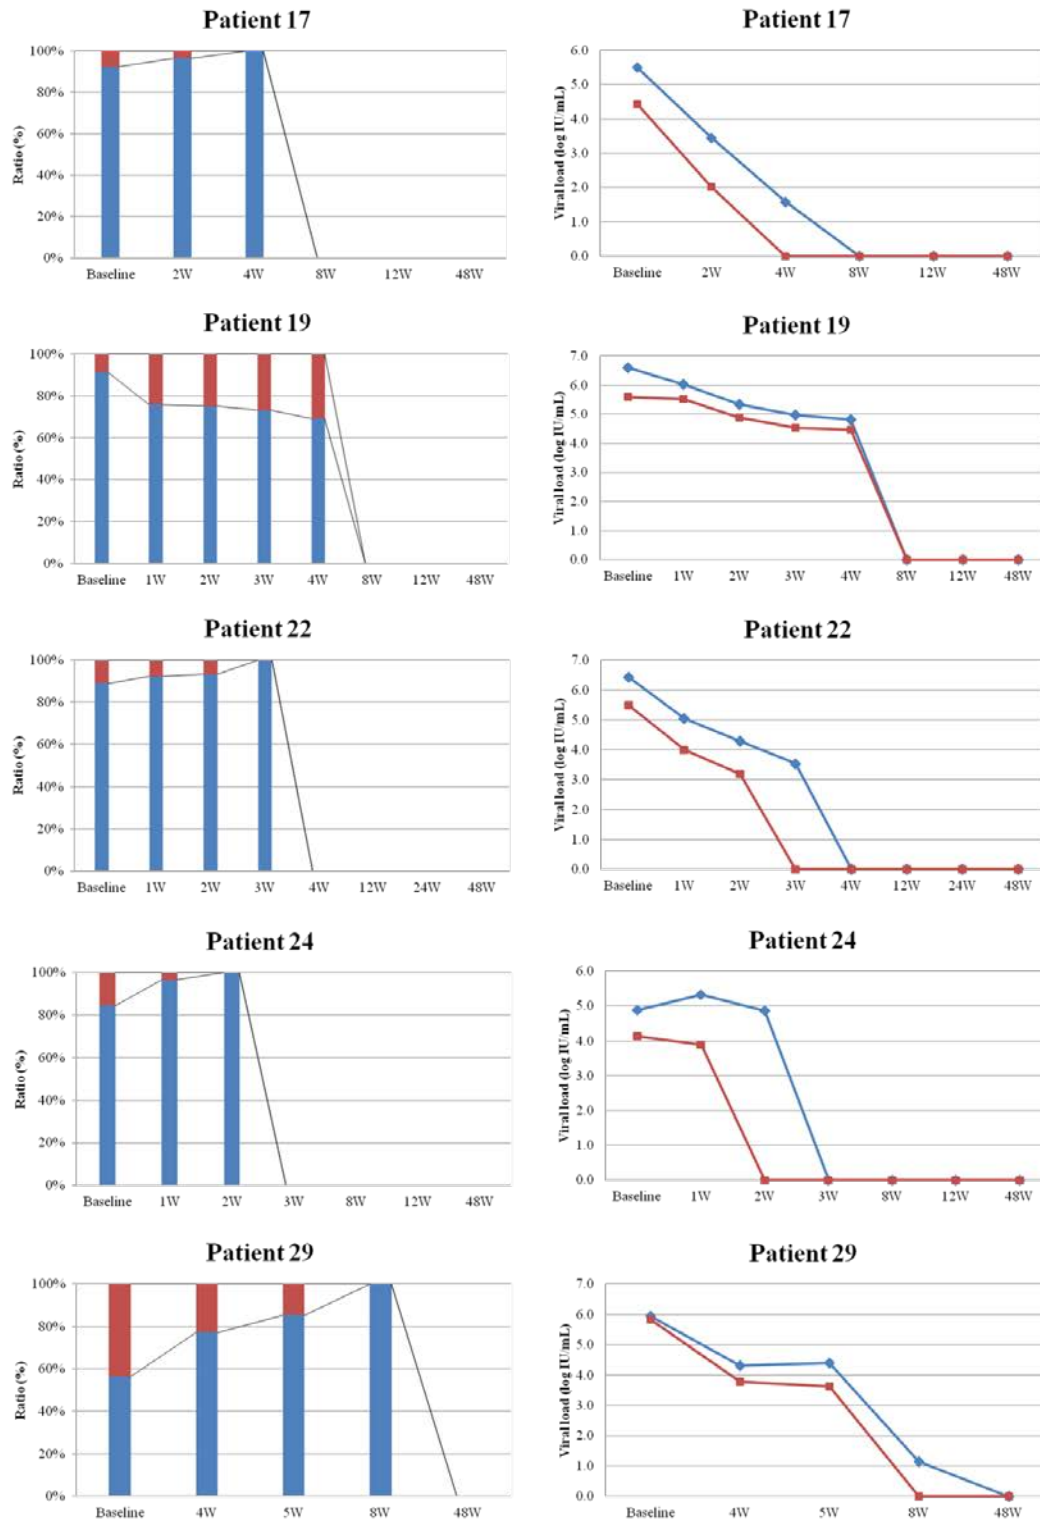 Patient 17
100%
80%
60%
40%
20%
0%
Ratio (%)
Baseline 2W 4W 8W 12W 48W
Patient 17
6.0
5.0
4.0
3.0
2.0
1.0
0.0
Viral load (log IU/mL)
Baseline 2W 4W 8W 12W 48W
Patient 19
100%
80%
60%
40%
20%
0%
Ratio (%)
Baseline 1W 2W 3W 4W 8W 12W 48W
Patient 19
7.0
6.0
5.0
4.0
3.0
2.0
1.0
0.0
Viral load (log IU/mL)
Baseline 1W 2W 3W 4W 8W 12W 48W
Patient 22
100%
80%
60%
40%
20%
0%
Ratio (%)
Baseline 1W 2W 3W 4W 12W 24W 48W
Patient 22
7.0
6.0
5.0
4.0
3.0
2.0
1.0
0.0
Viral load (log IU/mL)
Baseline 1W 2W 3W 4W 12W 24W 48W
Patient 24
100%
80%
60%
40%
20%
0%
Ratio (%)
Baseline 1W 2W 3W 8W 12W 48W
Patient 24
6.0
5.0
4.0
3.0
2.0
1.0
0.0
Viral load (log IU/mL)
Baseline 1W 2W 3W 8W 12W 48W
Patient 29
100%
80%
60%
40%
20%
0%
Ratio (%)
Baseline 4W 5W 8W 48W
Patient 29
7.0
6.0
5.0
4.0
3.0
2.0
1.0
0.0
Viral load (log IU/mL)
Baseline 4W 5W 8W 48W